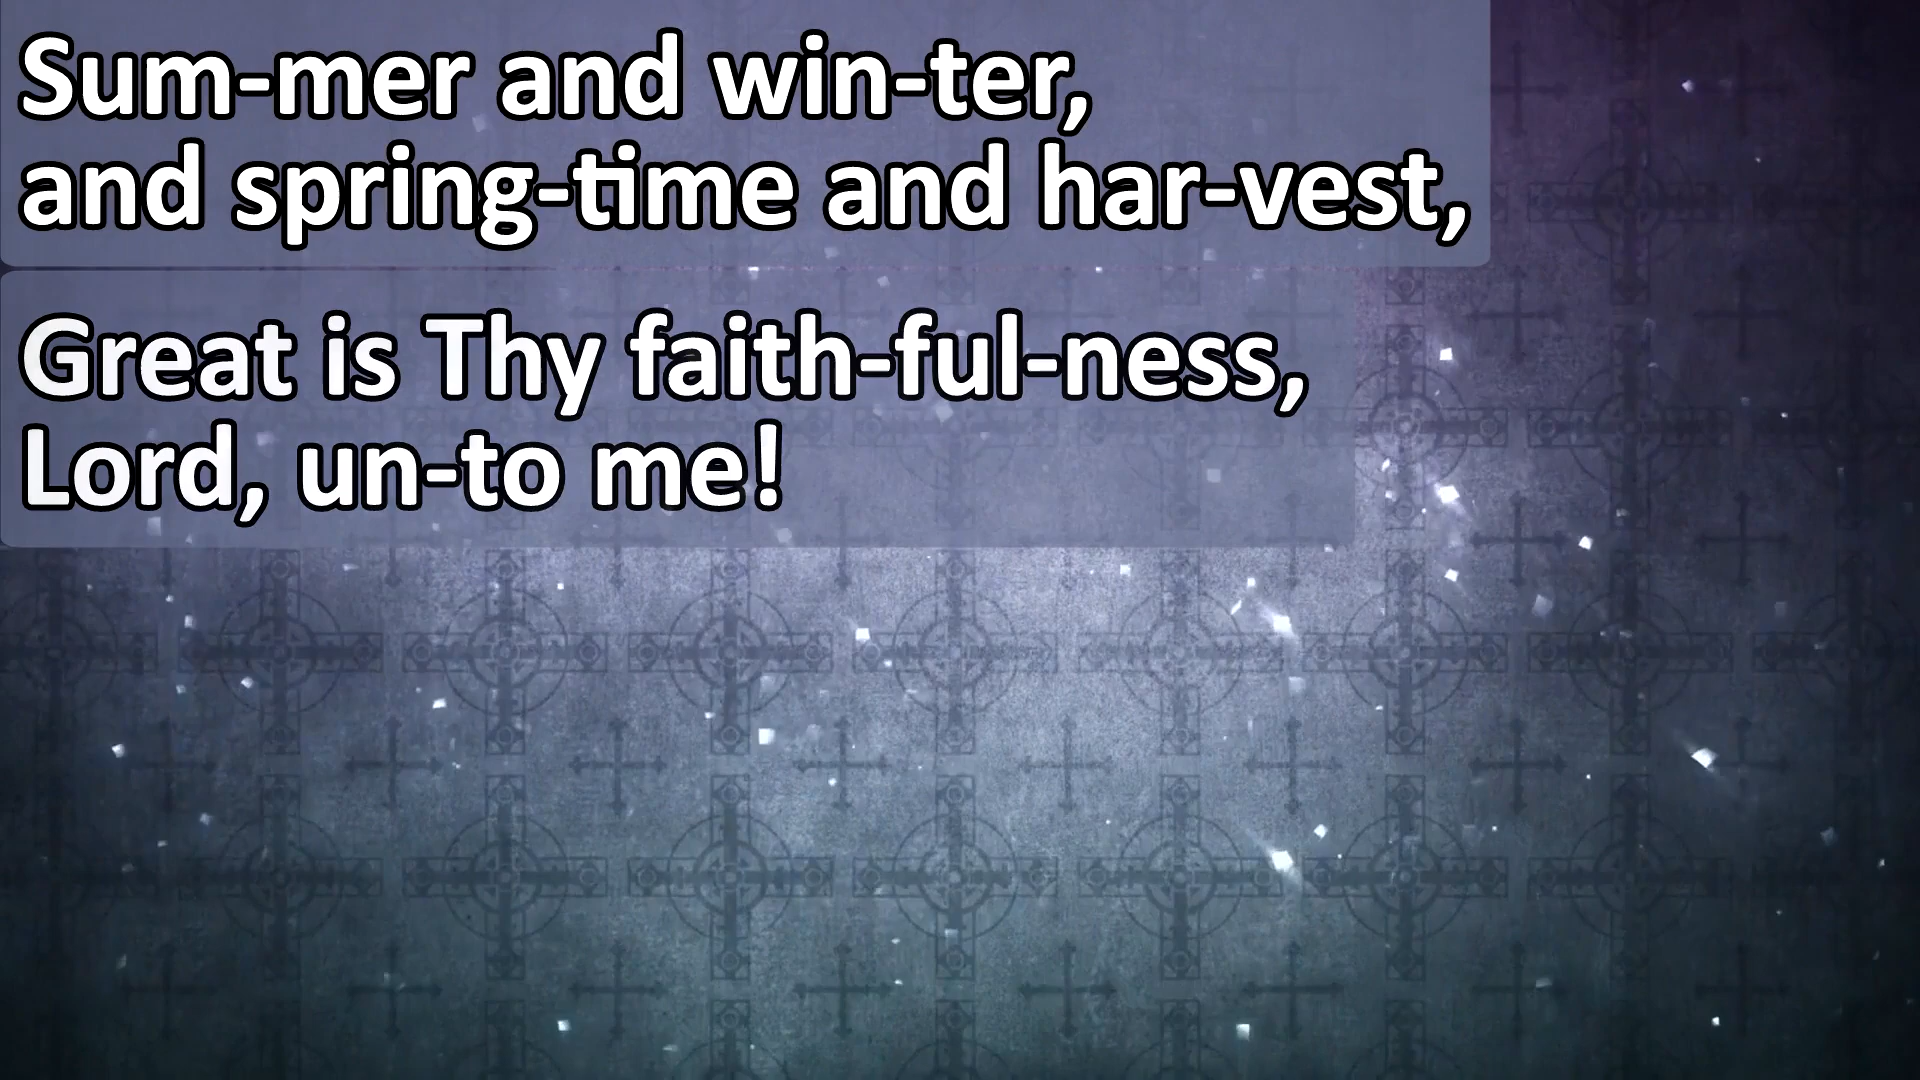 Sum-mer and win-ter,
and spring-time and har-vest,
Great is Thy faith-ful-ness,
Lord, un-to me!